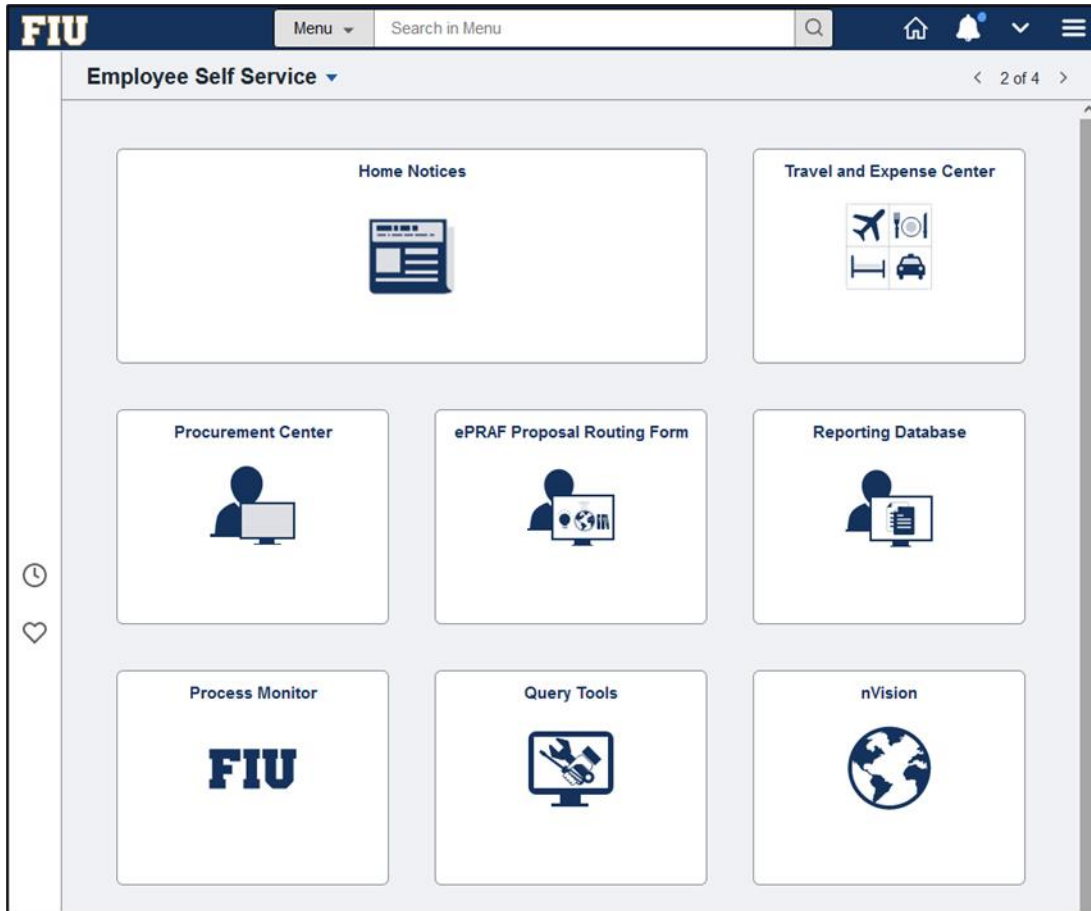 FIU
Menu
Search in Menu
Employee Self Service
2 of 4
Home Notices
Travel and Expense Center
Procurement Center
ePRAF Proposal Routing Form
Reporting Database
Process Monitor
Query Tools
nVision
FIU